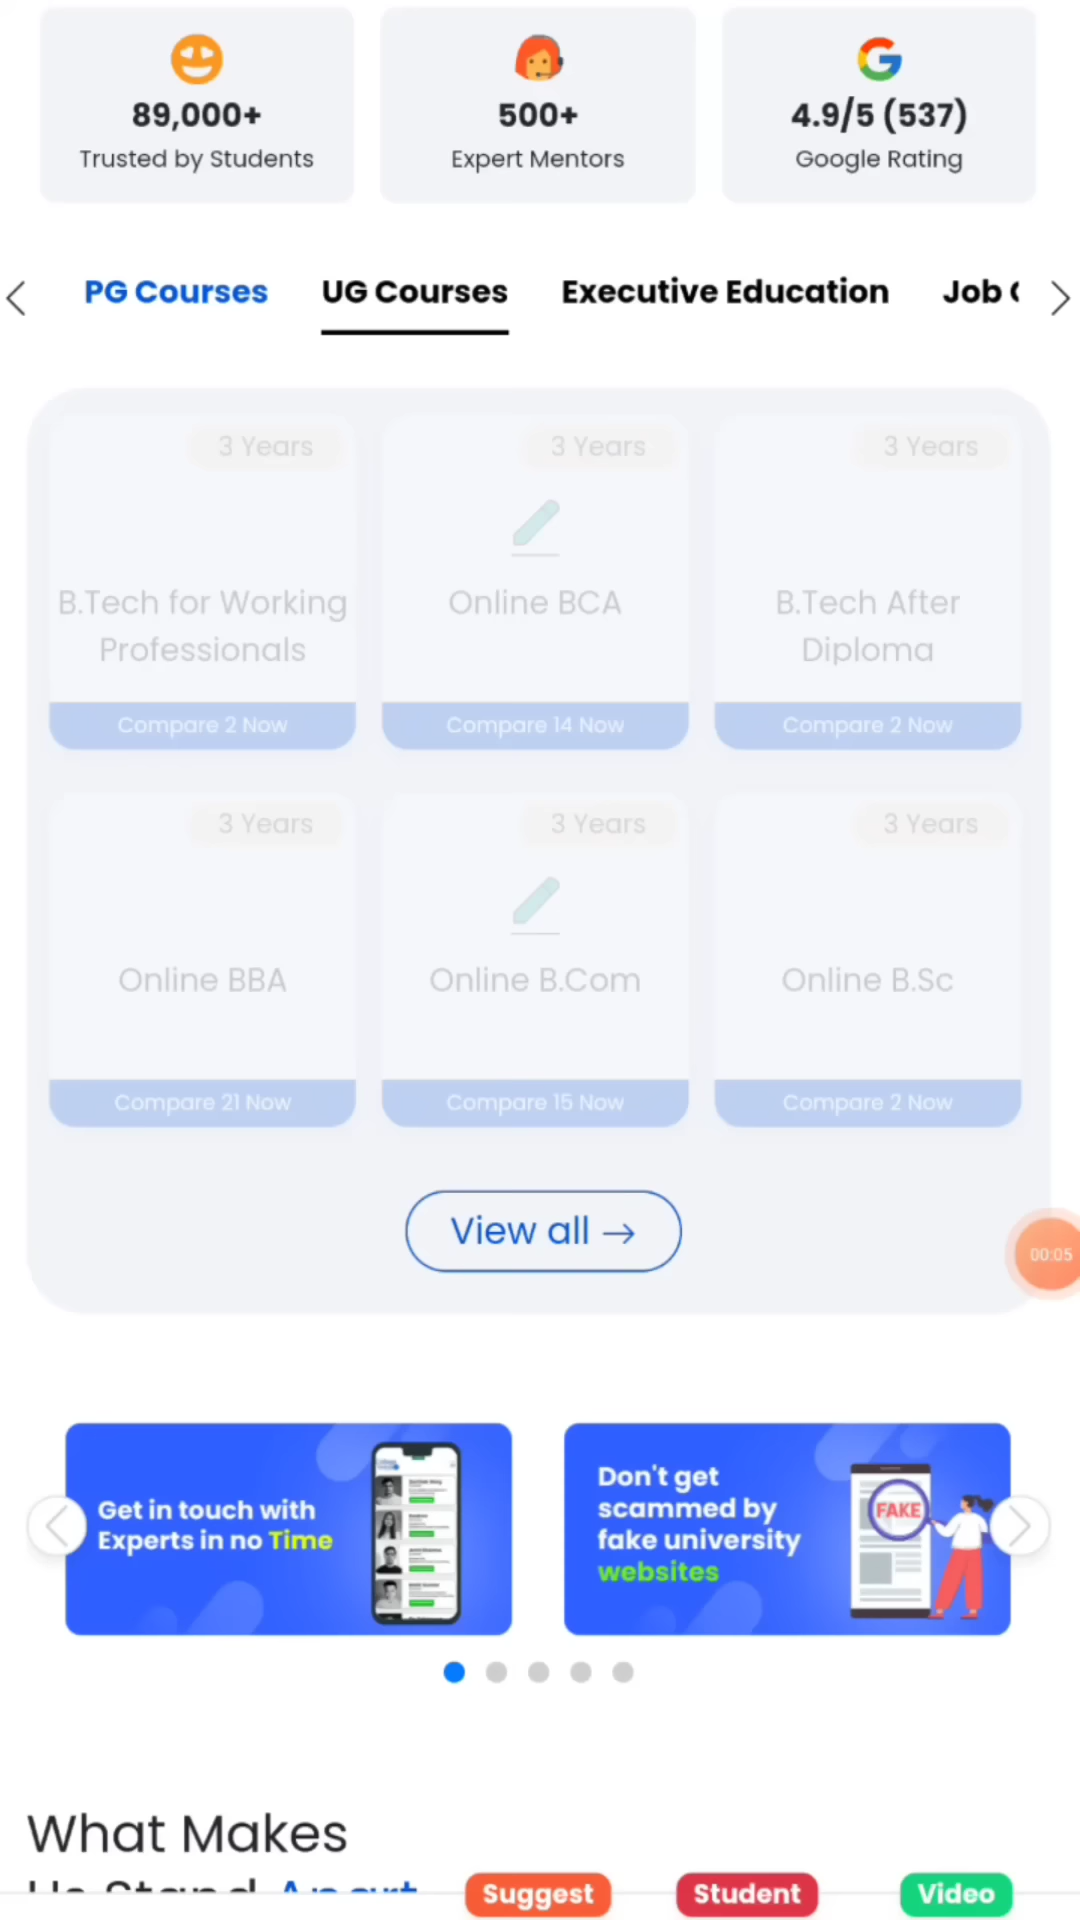 89,000+
Trusted by Students
500+
Expert Mentors
4.9/5 (537)
Google Rating
PG Courses
UG Courses
Executive Education
Job
3 Years
B.Tech for Working
Professionals
Compare 2 Now
3 Years
Online BCA
Compare 14 Now
3 Years
B.Tech After
Diploma
Compare 2 Now
3 Years
Online BBA
Compare 21 Now
3 Years
Online B.Com
Compare 15 Now
3 Years
Online B.Sc
Compare 2 Now
View all →
00:05
Get in touch with
Experts in no Time
Don't get
scammed by
fake university
websites
FAKE
What Makes
Us Stand Apart
Suggest
Student
Video